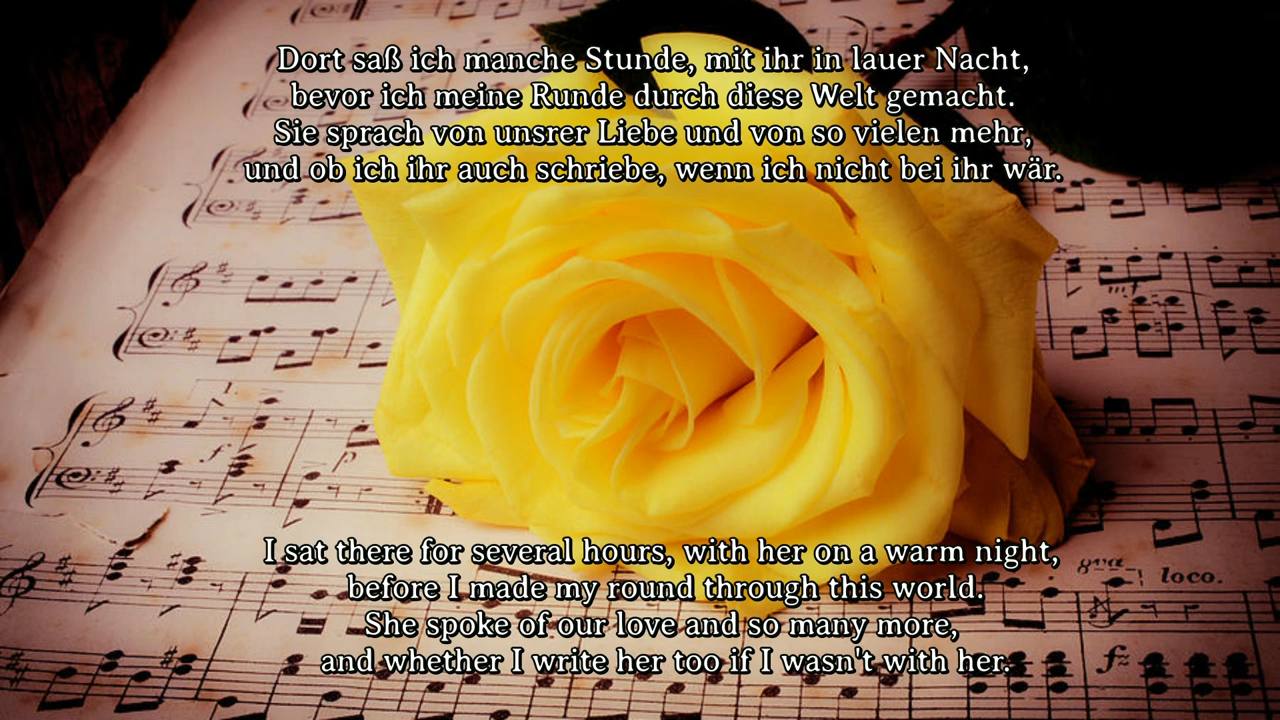 Dort saß ich manche Stunde, mit ihr in lauer Nacht,
bevor ich meine Runde durch diese Welt gemacht.
Sie sprach von unsrer Liebe und von so vielen mehr,
und ob ich ihr auch schriebe, wenn ich nicht bei ihr wär.
1.
f
8va
loco.
I sat there for several hours, with her on a warm night,
before I made my round through this world.
She spoke of our love and so many more,
and whether I write her too if I wasn't with her.